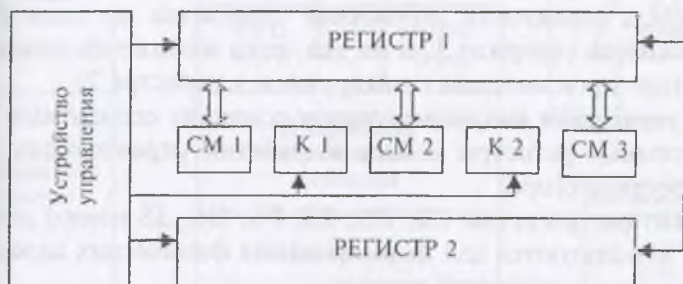 Устройство
управления
РЕГИСТР 1
СМ 1 К 1 СМ 2 К 2 СМ 3
РЕГИСТР 2